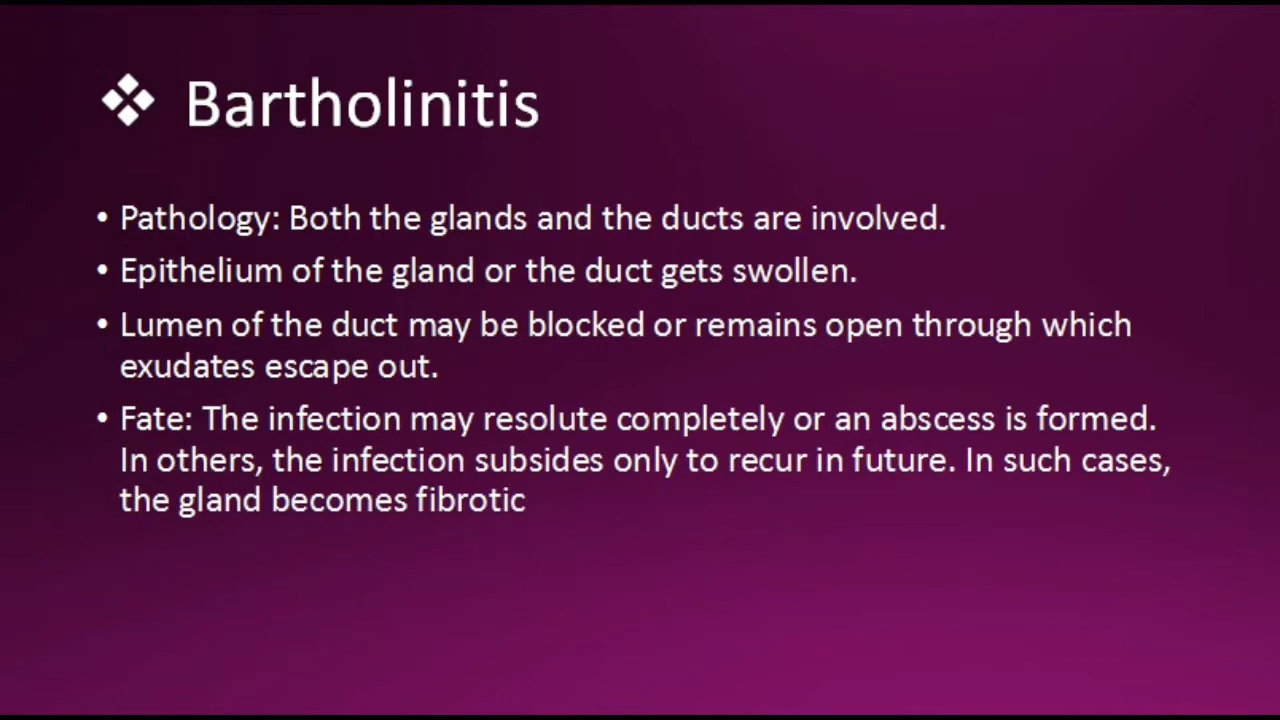 ❖ Bartholinitis
• Pathology: Both the glands and the ducts are involved.
• Epithelium of the gland or the duct gets swollen.
• Lumen of the duct may be blocked or remains open through which
exudates escape out.
• Fate: The infection may resolute completely or an abscess is formed.
In others, the infection subsides only to recur in future. In such cases,
the gland becomes fibrotic